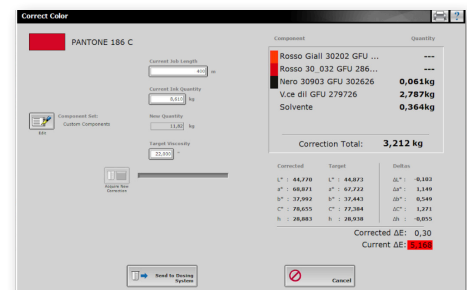 Correct Color
PANTONE 186 C
Current Job Length
400 m
Current Job Quantity
8,610 kg
New Quantity
11,82 kg
Target Viscosity
22,000 "
Component Set:
Custom Components
Edit
Acquire New
Correction
Component Quantity
Rosso Giall 30202 GFU ... ---
Rosso 30_032 GFU 286... ---
Nero 30903 GFU 302626 0,061kg
V.ce dil GFU 279726 2,787kg
Solvente 0,364kg
Correction Total: 3,212 kg
Corrected Target Deltas
L* : 44,770 L* : 44,873 ΔL* : -0,103
a* : 68,871 a* : 67,722 Δa* : 1,149
b* : 37,992 b* : 37,443 Δb* : 0,549
C* : 78,655 C* : 77,384 ΔC* : 1,271
h : 28,883 h : 28,938 Δh : -0,055
Corrected ΔE: 0,30
Current ΔE: 5,168
Send to Dosing
System
Cancel